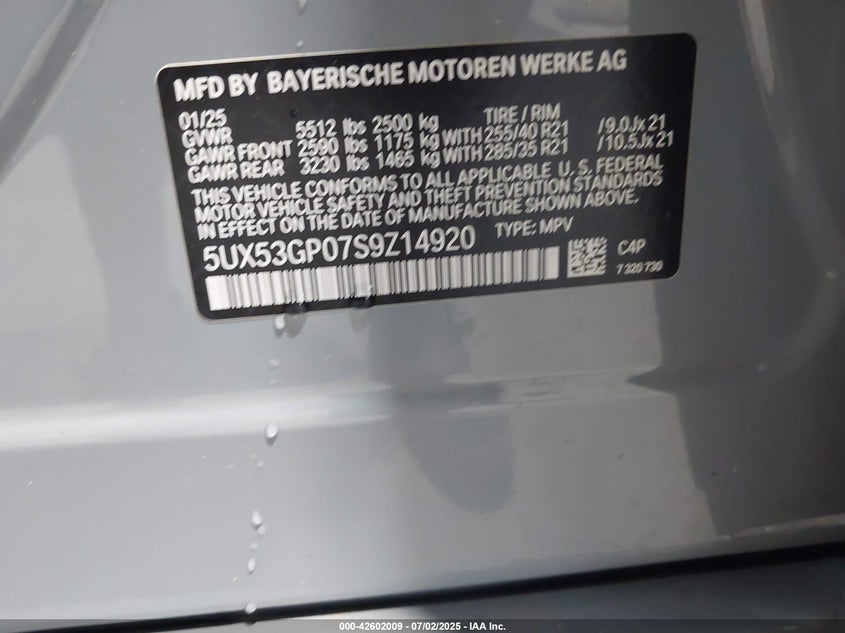 MFD BY BAYERISCHE MOTOREN WERKE AG
01/25 TIRE / RIM
GVWR 5512 lbs 2500 kg
GAWR FRONT 2590 lbs 1175 kg WITH 255/40 R21 /9.0Jx21
GAWR REAR 3230 lbs 1465 kg WITH 285/35 R21 /10.5Jx21
THIS VEHICLE CONFORMS TO ALL APPLICABLE U.S. FEDERAL
MOTOR VEHICLE SAFETY AND THEFT PREVENTION STANDARDS
IN EFFECT ON THE DATE OF MANUFACTURE SHOWN ABOVE.
5UX53GP07S9Z14920 TYPE: MPV
C4P
7 320 730
000-42602009 - 07/02/2025 - IAA Inc.